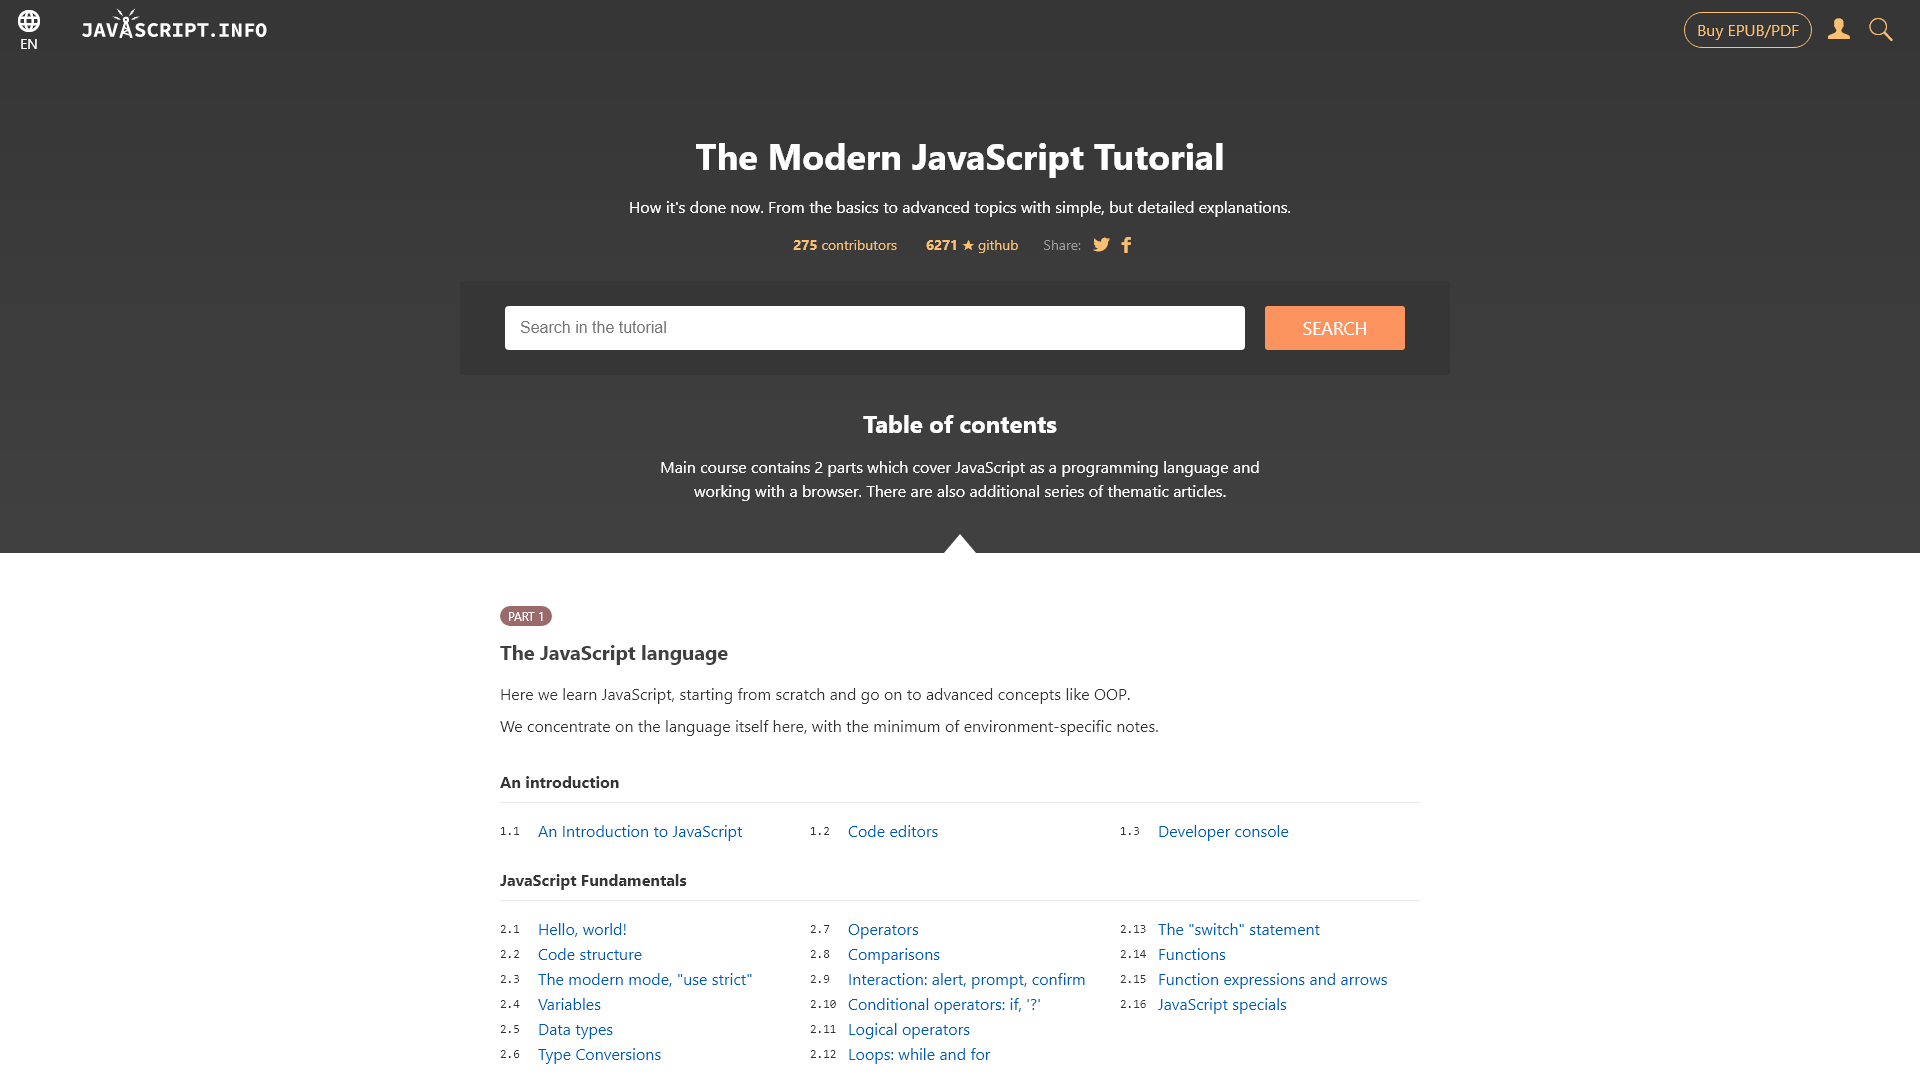 EN
JAVASCRIPT.INFO
Buy EPUB/PDF
The Modern JavaScript Tutorial
How it's done now. From the basics to advanced topics with simple, but detailed explanations.
275 contributors 6271 ★ github Share:
Search in the tutorial
SEARCH
Table of contents
Main course contains 2 parts which cover JavaScript as a programming language and
working with a browser. There are also additional series of thematic articles.
PART 1
The JavaScript language
Here we learn JavaScript, starting from scratch and go on to advanced concepts like OOP.
We concentrate on the language itself here, with the minimum of environment-specific notes.
An introduction
1.1 An Introduction to JavaScript
1.2 Code editors
1.3 Developer console
JavaScript Fundamentals
2.1 Hello, world!
2.2 Code structure
2.3 The modern mode, "use strict"
2.4 Variables
2.5 Data types
2.6 Type Conversions
2.7 Operators
2.8 Comparisons
2.9 Interaction: alert, prompt, confirm
2.10 Conditional operators: if, '?'
2.11 Logical operators
2.12 Loops: while and for
2.13 The "switch" statement
2.14 Functions
2.15 Function expressions and arrows
2.16 JavaScript specials